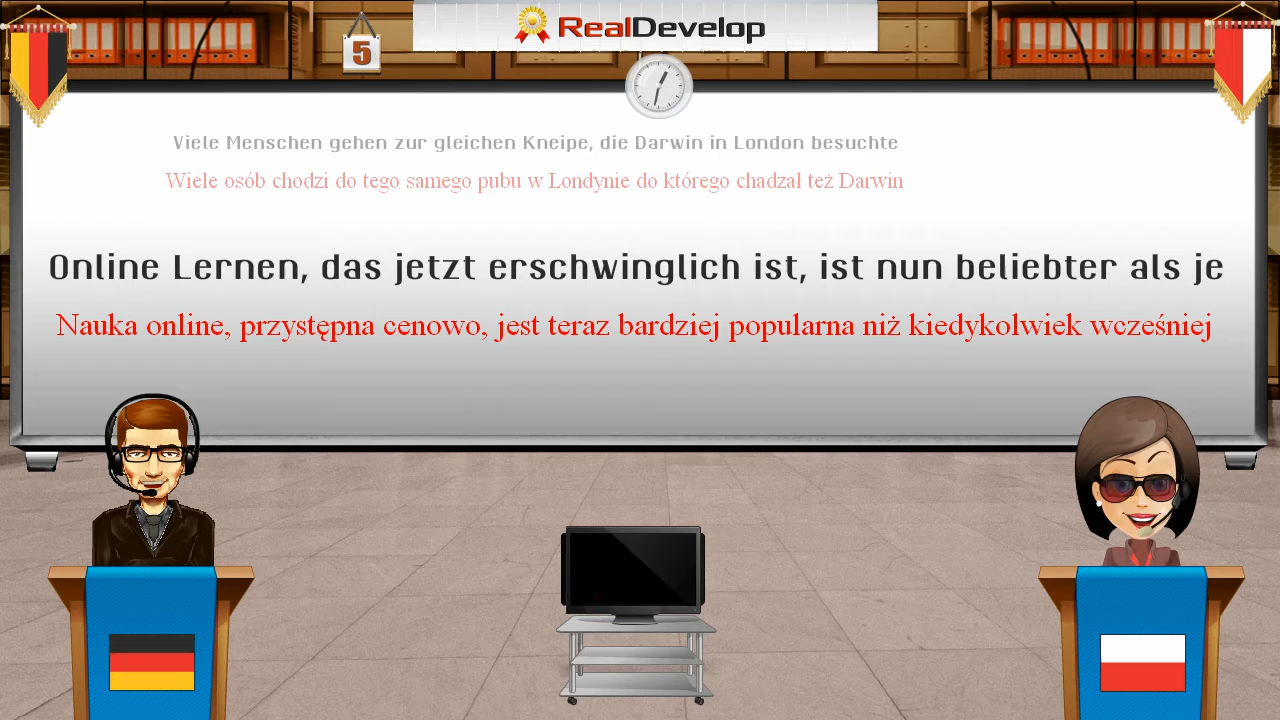 5
RealDevelop
Viele Menschen gehen zur gleichen Kneipe, die Darwin in London besuchte
Wiele osób chodzi do tego samego pubu w Londynie do którego chadzał też Darwin
Online Lernen, das jetzt erschwinglich ist, ist nun beliebter als je
Nauka online, przystępna cenowo, jest teraz bardziej popularna niż kiedykolwiek wcześniej